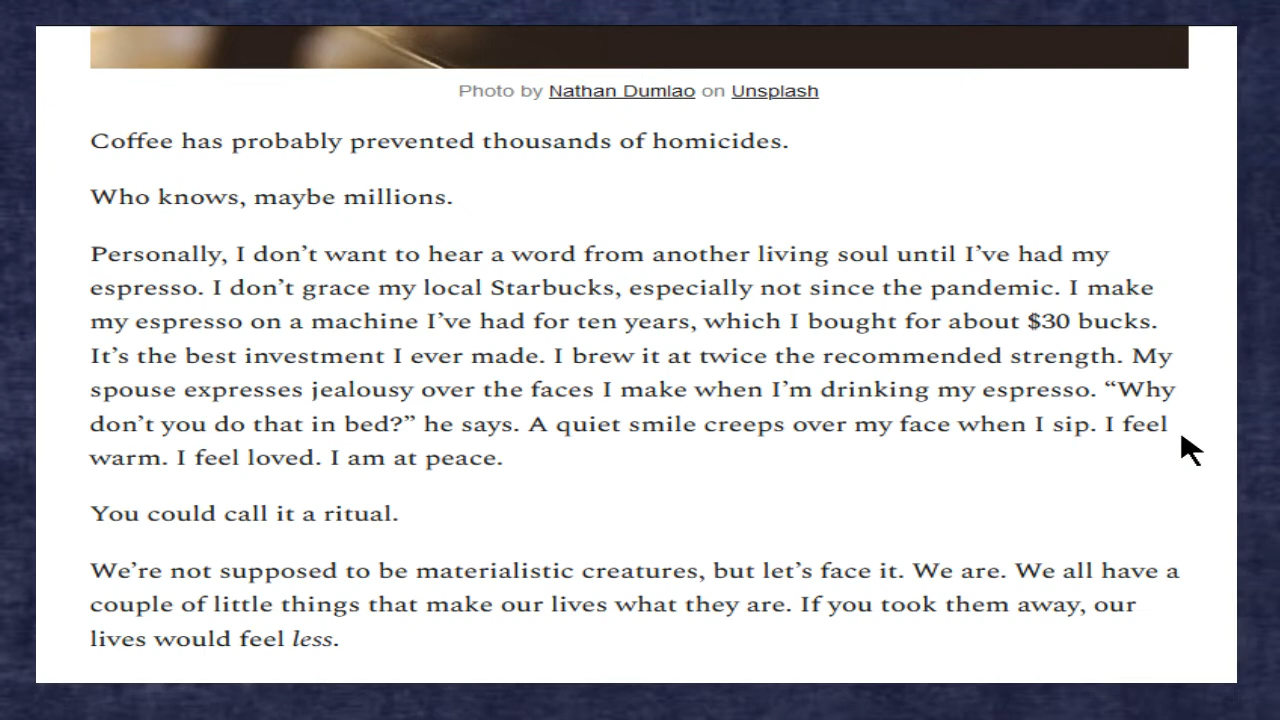 Photo by Nathan Dumlao on Unsplash
Coffee has probably prevented thousands of homicides.
Who knows, maybe millions.
Personally, I don’t want to hear a word from another living soul until I’ve had my
espresso. I don’t grace my local Starbucks, especially not since the pandemic. I make
my espresso on a machine I’ve had for ten years, which I bought for about $30 bucks.
It’s the best investment I ever made. I brew it at twice the recommended strength. My
spouse expresses jealousy over the faces I make when I’m drinking my espresso. “Why
don’t you do that in bed?” he says. A quiet smile creeps over my face when I sip. I feel
warm. I feel loved. I am at peace.
You could call it a ritual.
We’re not supposed to be materialistic creatures, but let’s face it. We are. We all have a
couple of little things that make our lives what they are. If you took them away, our
lives would feel less.